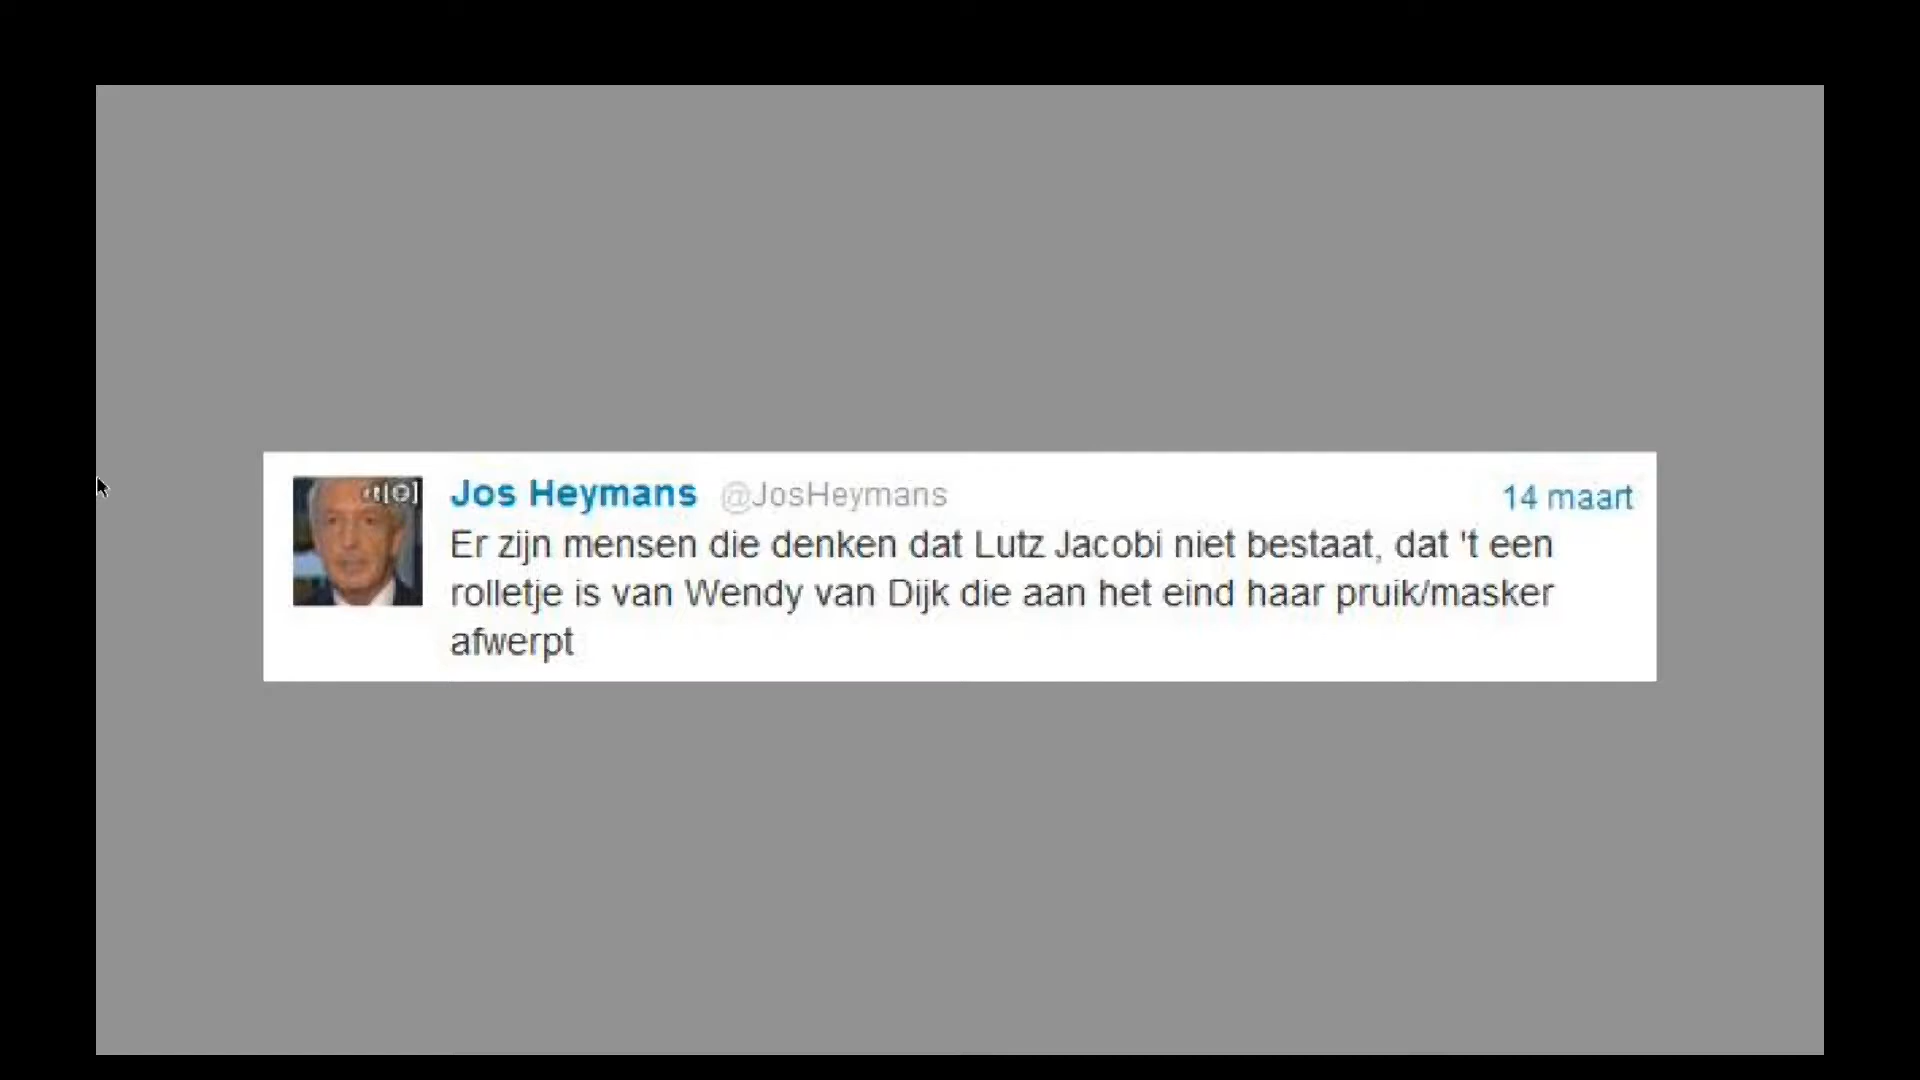 Jos Heymans @JosHeymans 14 maart
Er zijn mensen die denken dat Lutz Jacobi niet bestaat, dat 't een
rolletje is van Wendy van Dijk die aan het eind haar pruik/masker
afwerpt